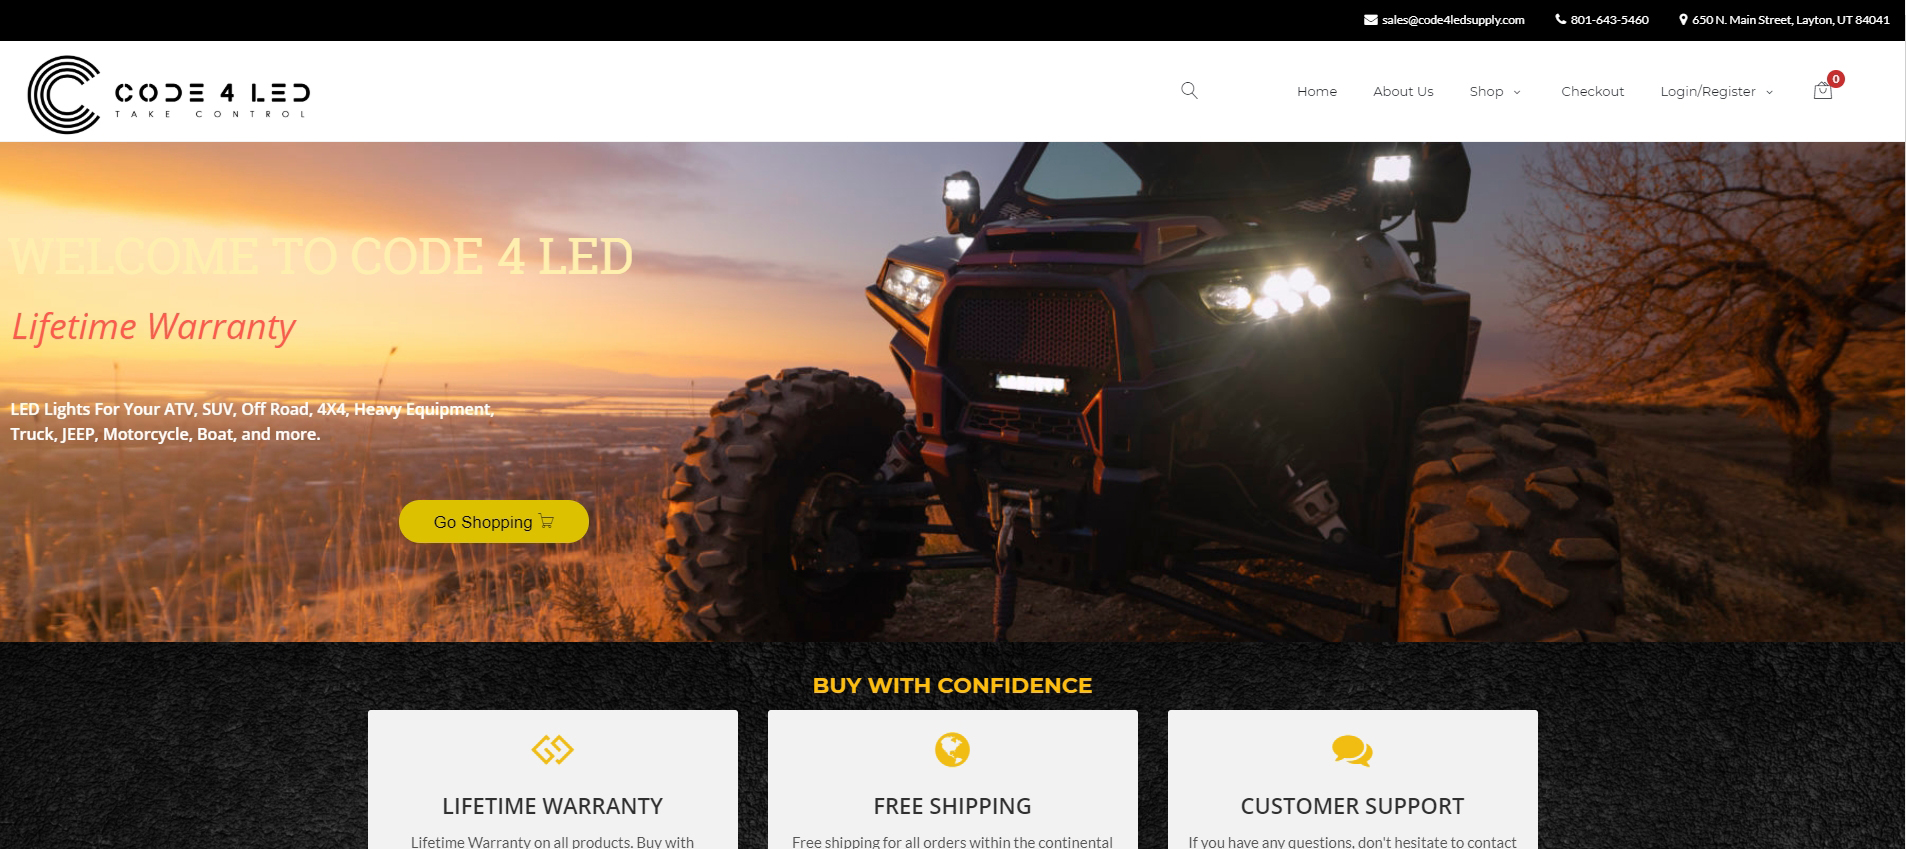 sales@code4ledsupply.com 801-643-5460 650 N. Main Street, Layton, UT 84041
CODE 4 LED
TAKE CONTROL
Home About Us Shop Checkout Login/Register 0
WELCOME TO CODE 4 LED
Lifetime Warranty
LED Lights For Your ATV, SUV, Off Road, 4X4, Heavy Equipment,
Truck, JEEP, Motorcycle, Boat, and more.
Go Shopping
BUY WITH CONFIDENCE
LIFETIME WARRANTY
Lifetime Warranty on all products. Buy with
FREE SHIPPING
Free shipping for all orders within the continental
CUSTOMER SUPPORT
If you have any questions, don't hesitate to contact